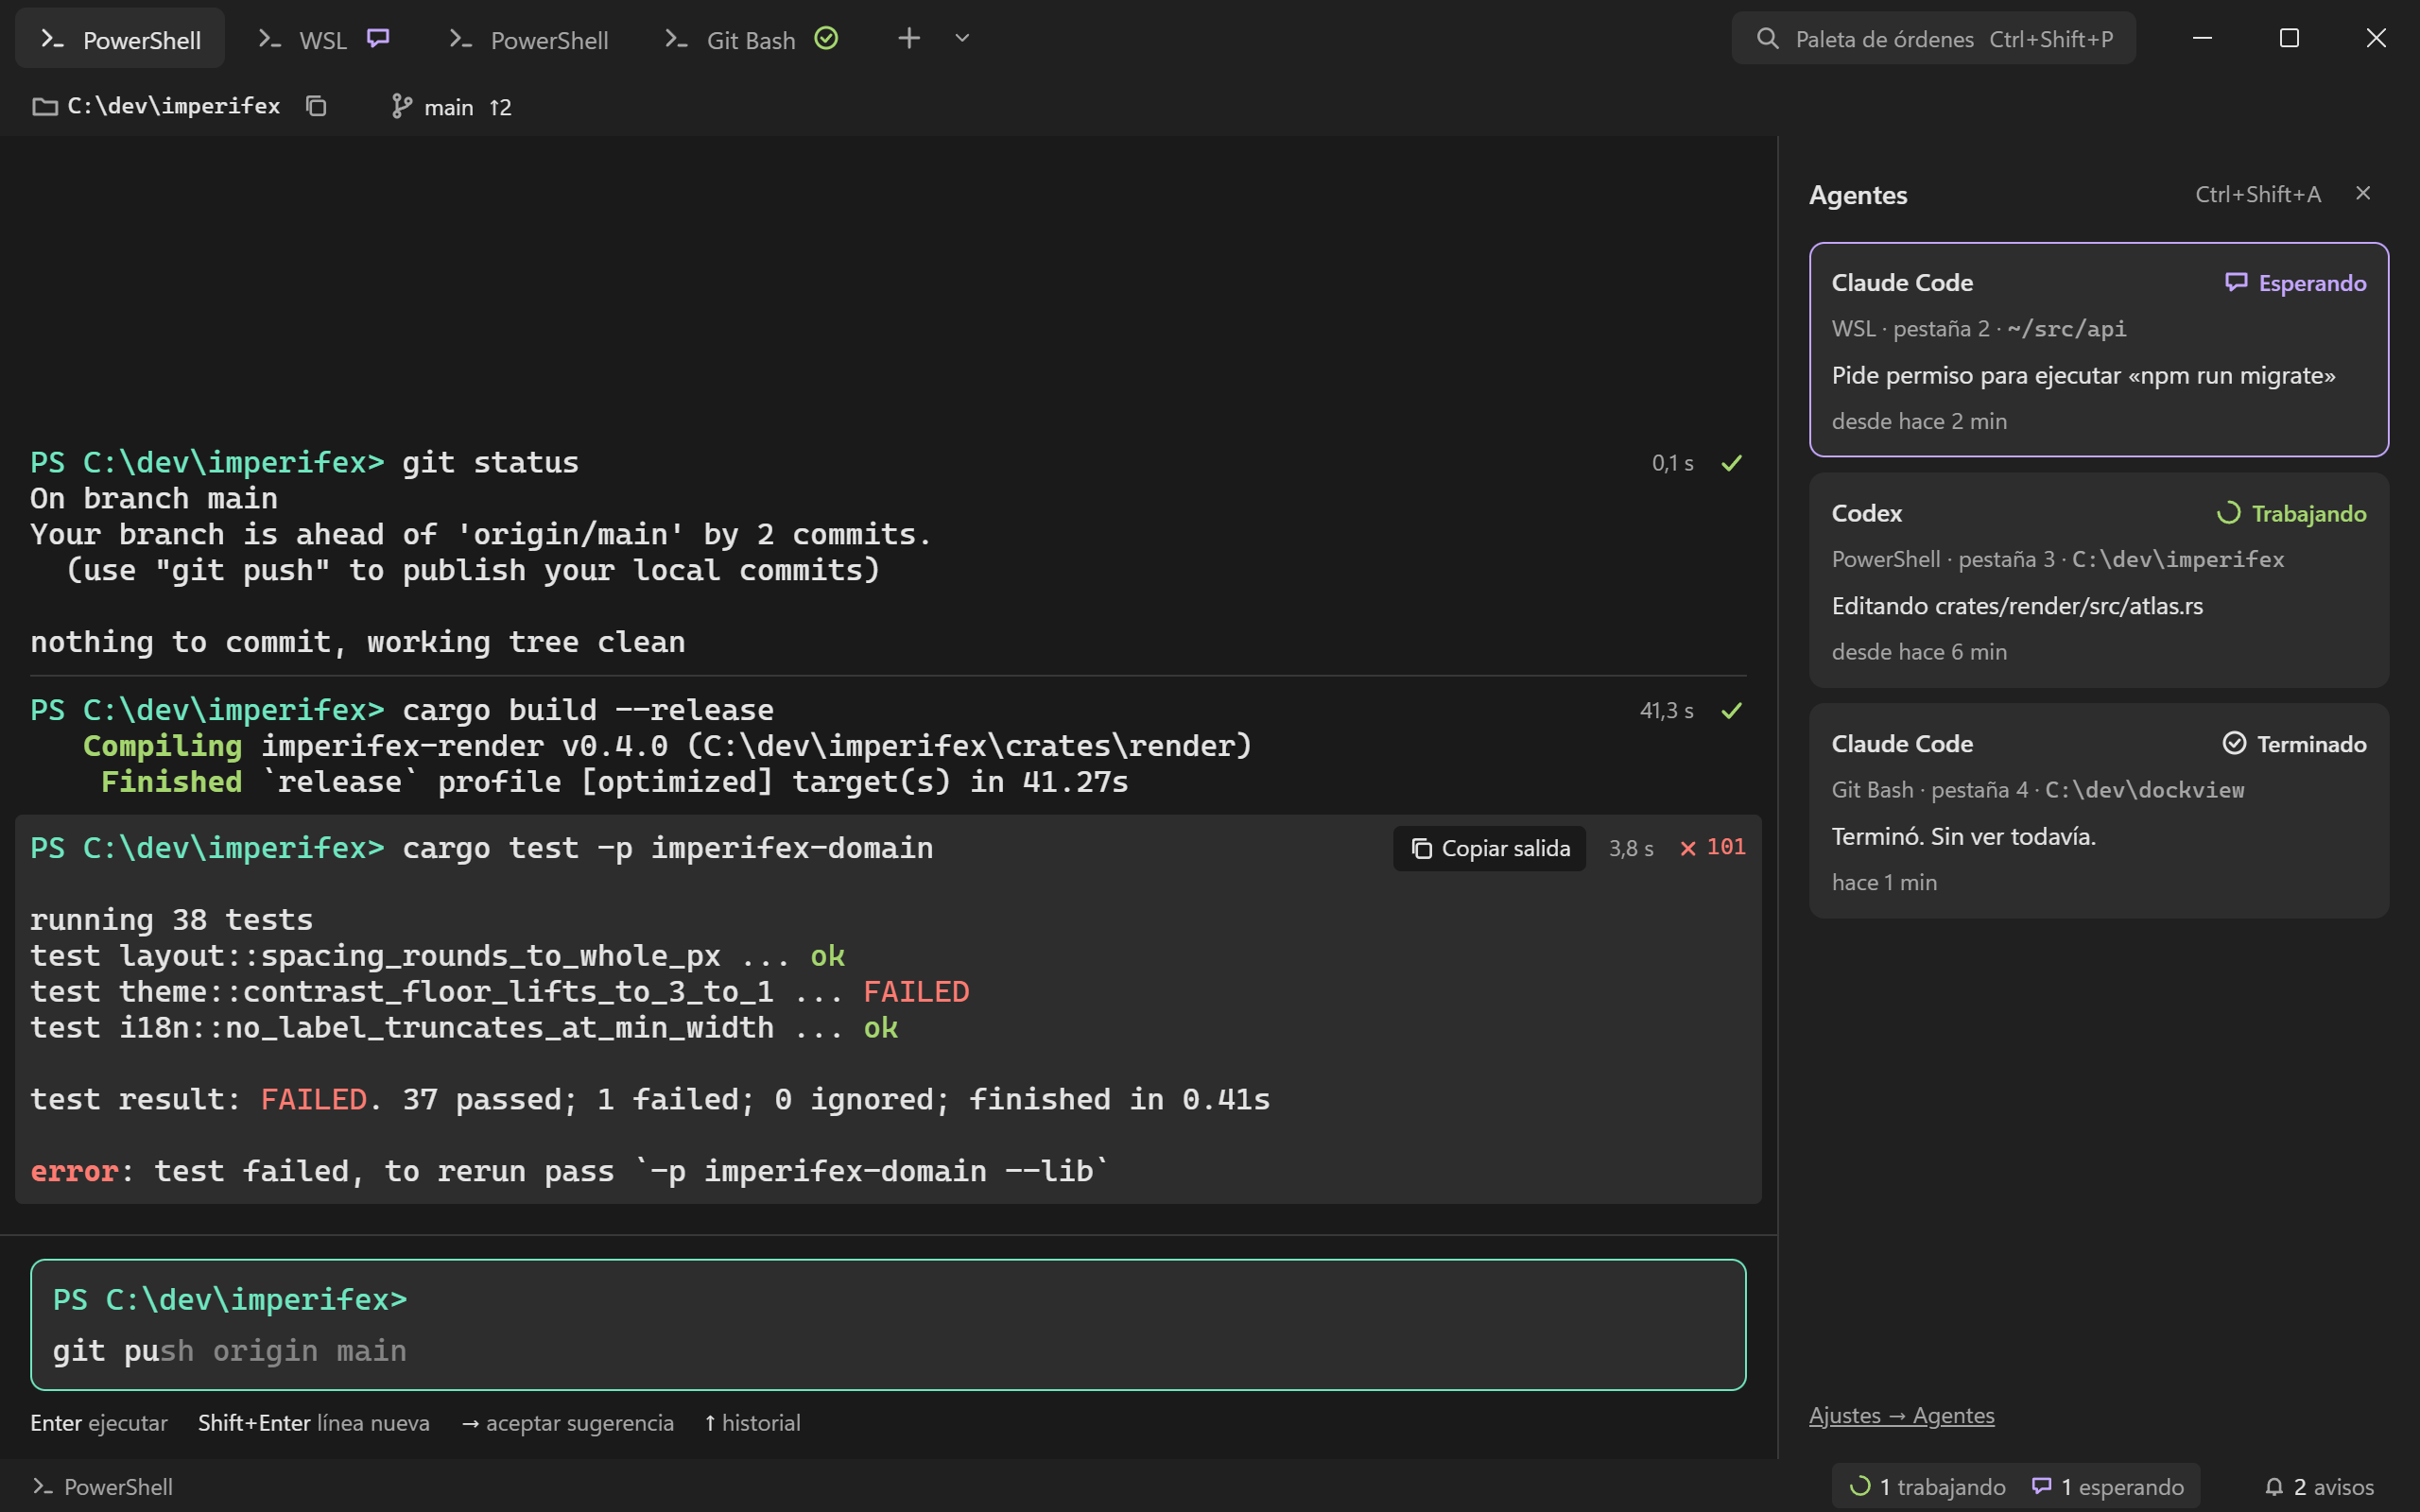 PowerShell
WSL
PowerShell
Git Bash
Paleta de órdenes Ctrl+Shift+P
C:\dev\imperifex
main ↑2
PS C:\dev\imperifex> git status
0,1 s
On branch main
Your branch is ahead of 'origin/main' by 2 commits.
(use "git push" to publish your local commits)
nothing to commit, working tree clean
PS C:\dev\imperifex> cargo build --release
41,3 s
Compiling imperifex-render v0.4.0 (C:\dev\imperifex\crates\render)
Finished `release` profile [optimized] target(s) in 41.27s
PS C:\dev\imperifex> cargo test -p imperifex-domain
Copiar salida
3,8 s
× 101
running 38 tests
test layout::spacing_rounds_to_whole_px ... ok
test theme::contrast_floor_lifts_to_3_to_1 ... FAILED
test i18n::no_label_truncates_at_min_width ... ok
test result: FAILED. 37 passed; 1 failed; 0 ignored; finished in 0.41s
error: test failed, to rerun pass `-p imperifex-domain --lib`
PS C:\dev\imperifex>
git push origin main
Enter ejecutar Shift+Enter línea nueva → aceptar sugerencia ↑ historial
Agentes
Ctrl+Shift+A
Claude Code
Esperando
WSL · pestaña 2 · ~/src/api
Pide permiso para ejecutar «npm run migrate»
desde hace 2 min
Codex
Trabajando
PowerShell · pestaña 3 · C:\dev\imperifex
Editando crates/render/src/atlas.rs
desde hace 6 min
Claude Code
Terminado
Git Bash · pestaña 4 · C:\dev\dockview
Terminó. Sin ver todavía.
hace 1 min
Ajustes → Agentes
PowerShell
1 trabajando
1 esperando
2 avisos